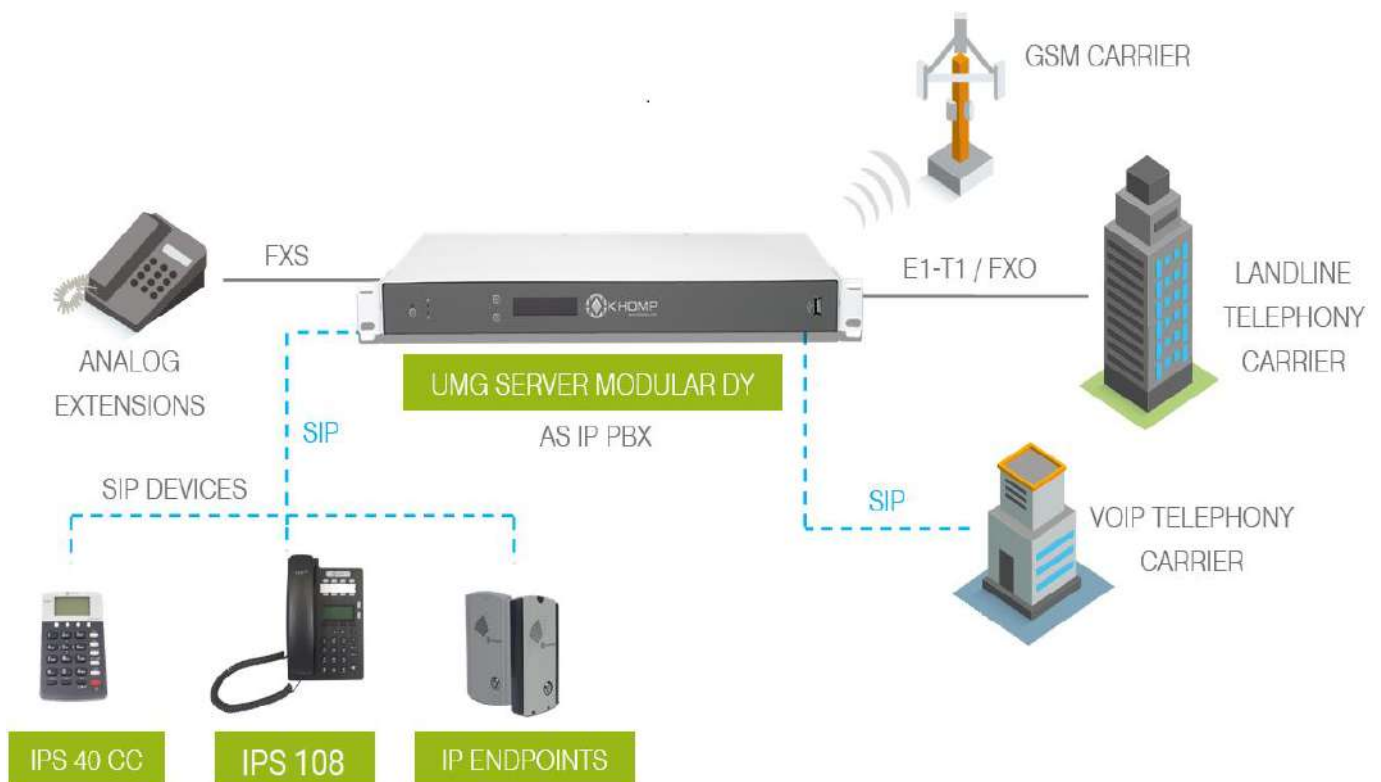 GSM CARRIER
FXS
E1-T1 / FXO
LANDLINE
TELEPHONY
CARRIER
KHOMP
ANALOG
EXTENSIONS
UMG SERVER MODULAR DY
AS IP PBX
SIP
SIP DEVICES
SIP
VOIP TELEPHONY
CARRIER
IPS 40 CC
IPS 108
IP ENDPOINTS